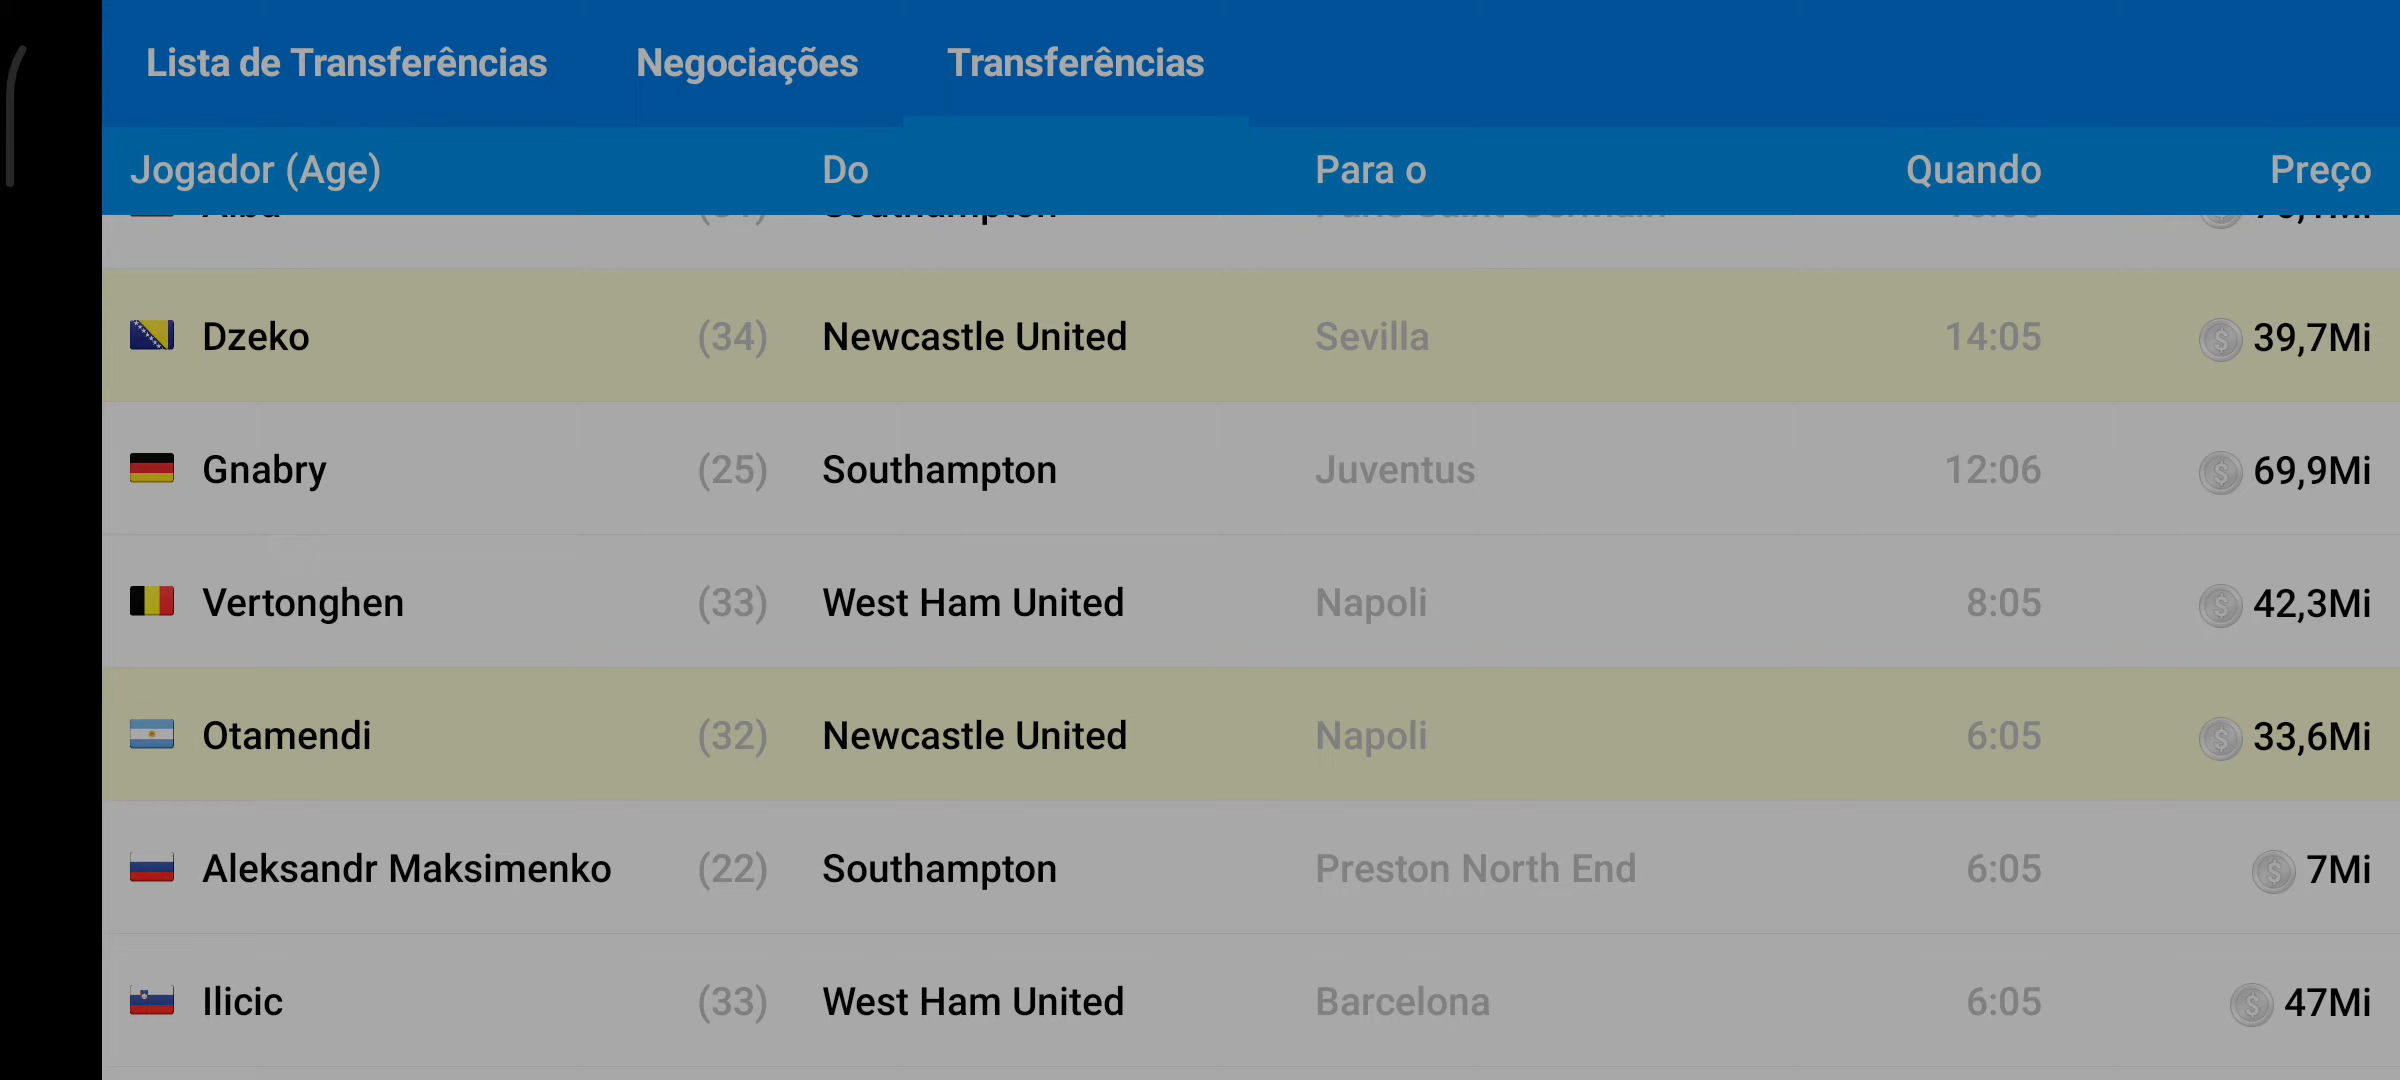 Lista de Transferências Negociações Transferências
Jogador (Age) Do Para o Quando Preço
Dzeko (34) Newcastle United Sevilla 14:05 39,7Mi
Gnabry (25) Southampton Juventus 12:06 69,9Mi
Vertonghen (33) West Ham United Napoli 8:05 42,3Mi
Otamendi (32) Newcastle United Napoli 6:05 33,6Mi
Aleksandr Maksimenko (22) Southampton Preston North End 6:05 7Mi
Ilicic (33) West Ham United Barcelona 6:05 47Mi